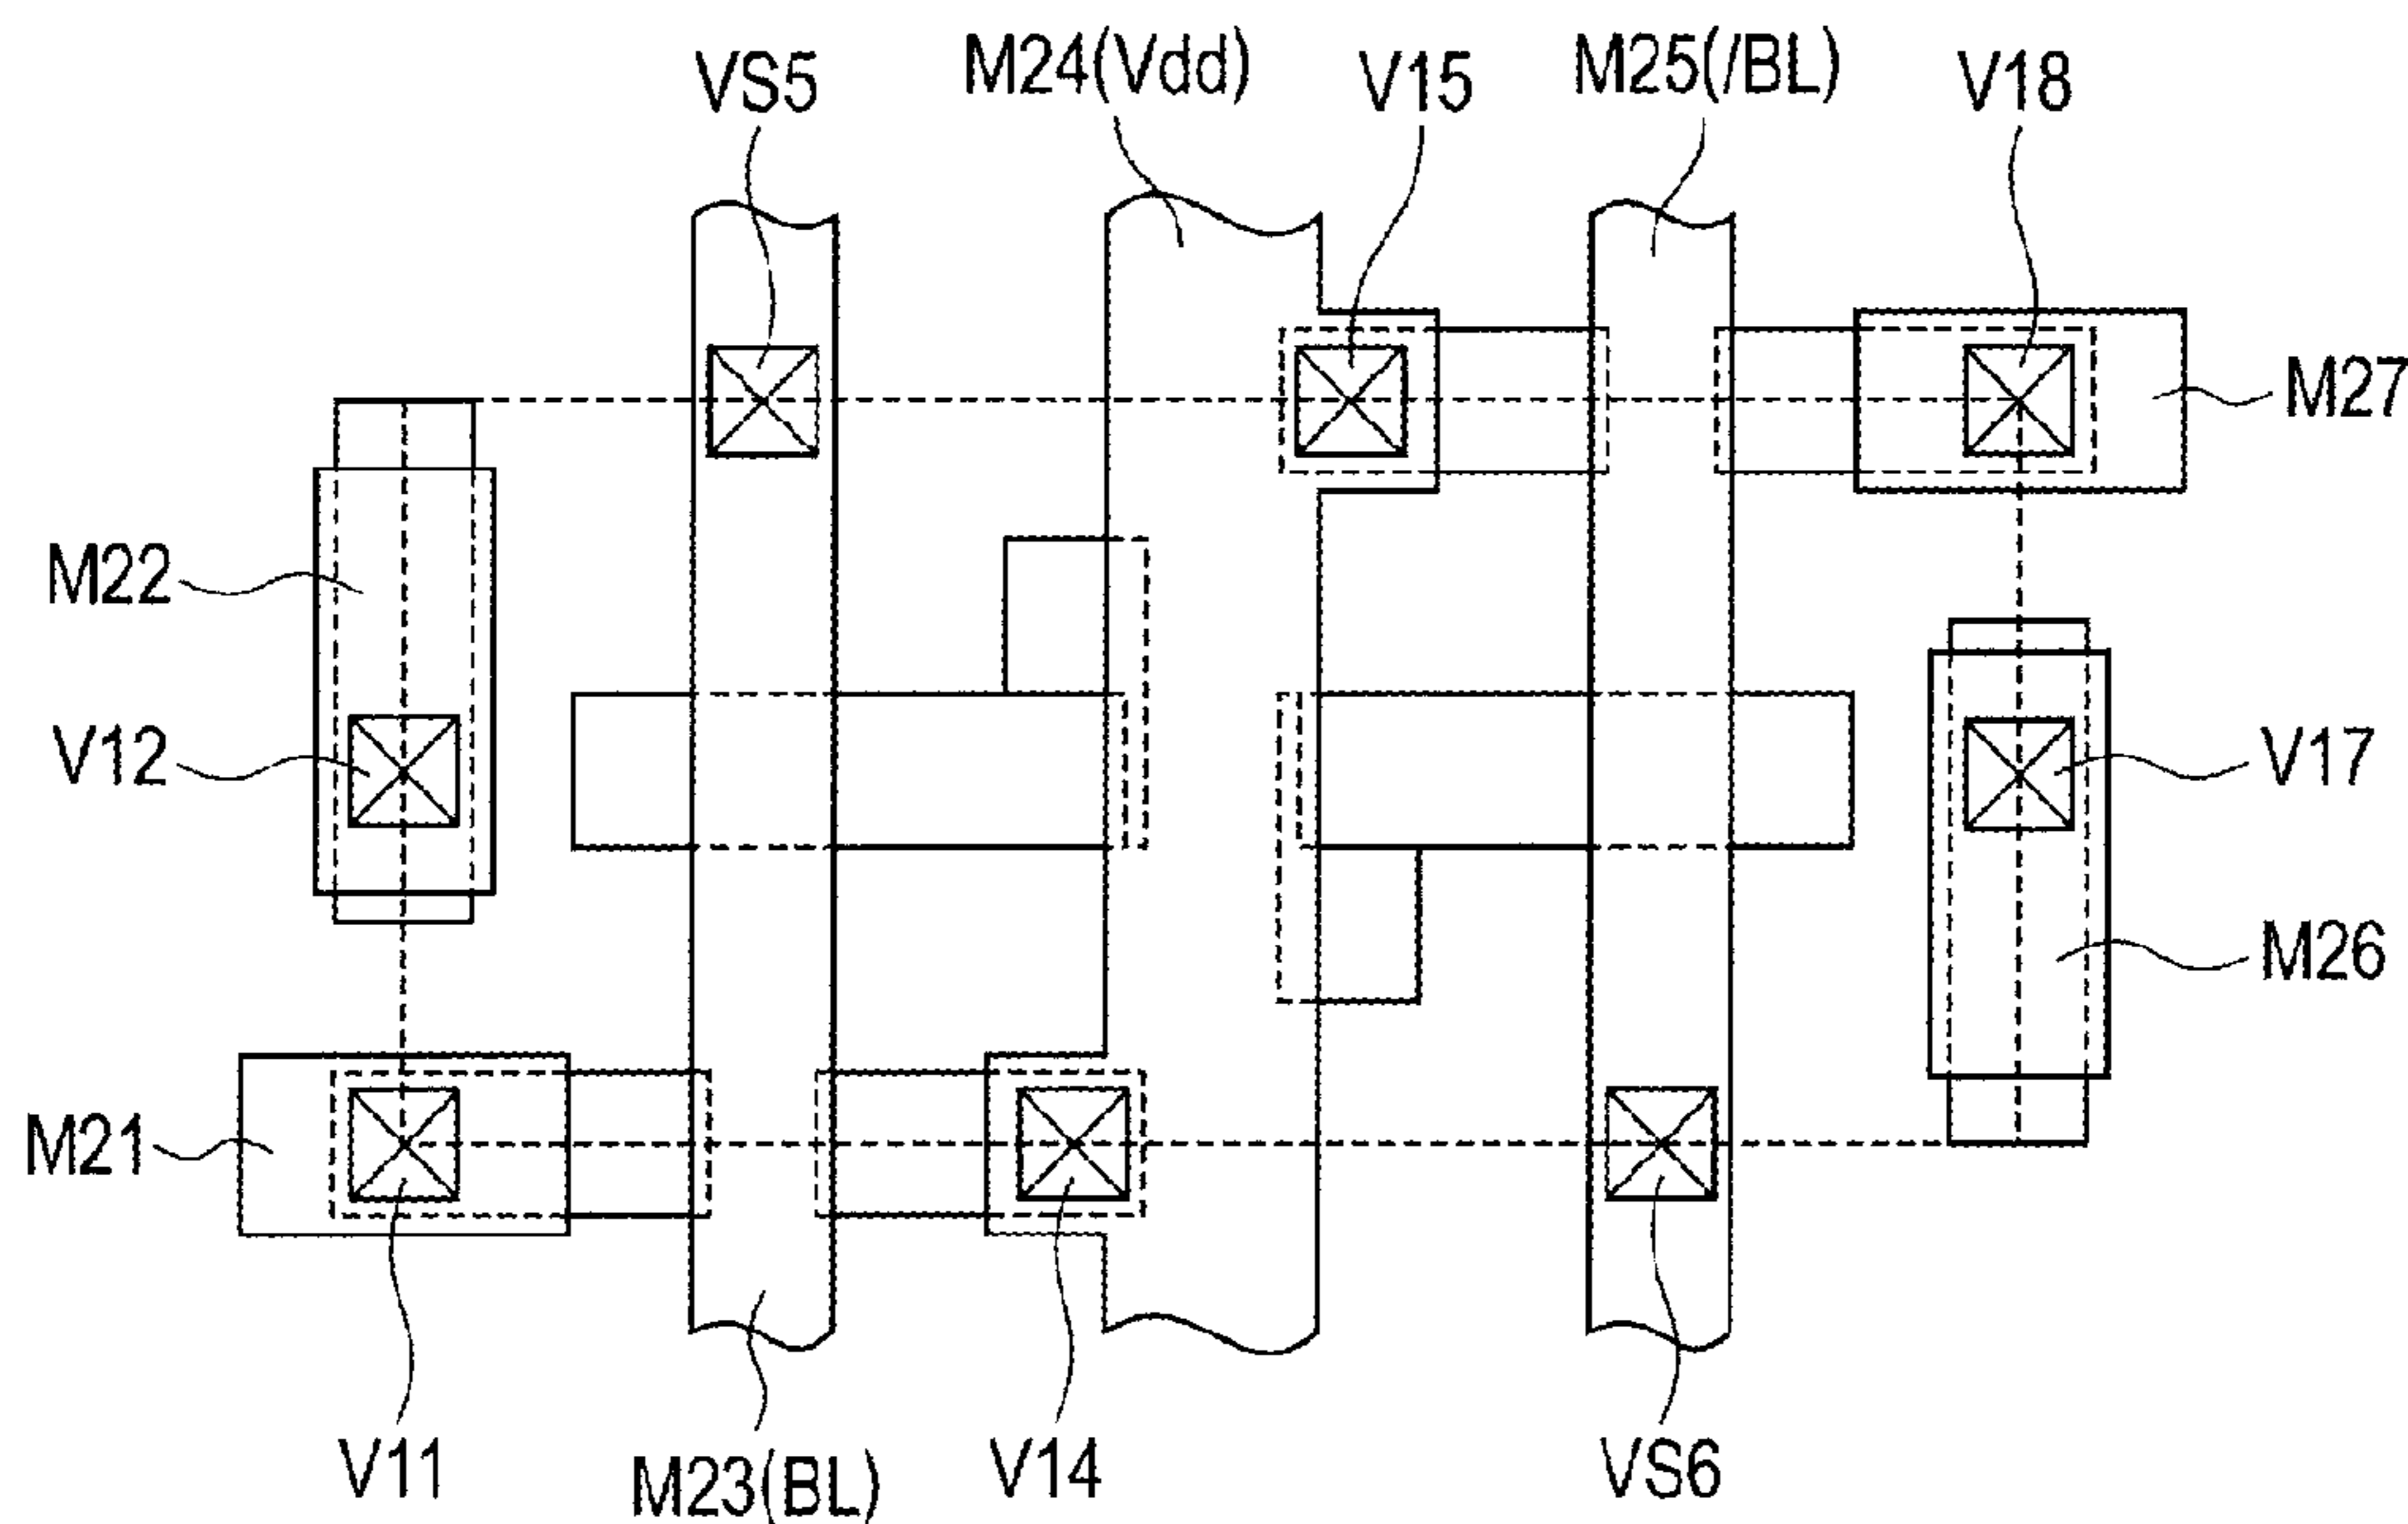 VS5
M24(Vdd)
V15
M25(/BL)
V18
M27
M22
V12
V17
M26
M21
V11
M23(BL)
V14
VS6